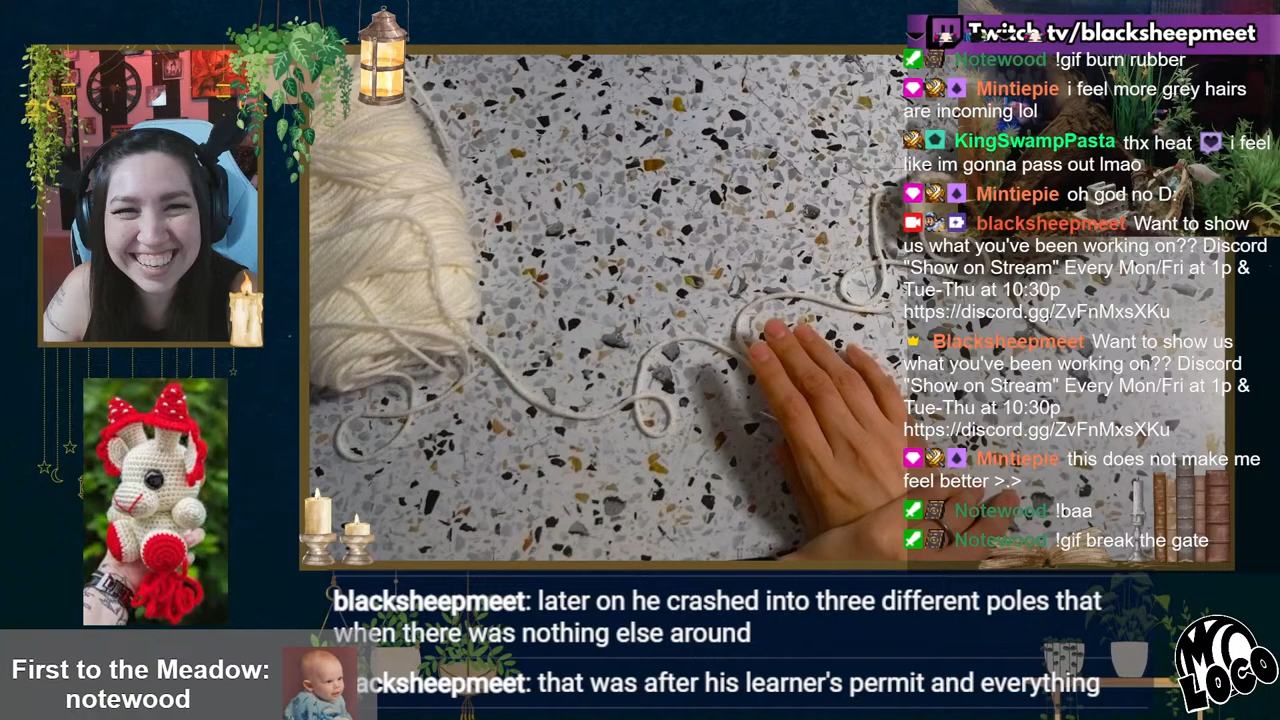 Twitch tv/blacksheepmeet
Notewood !gif burn rubber
Mintiepie i feel more grey hairs
are incoming lol
KingSwampPasta thx heat i feel
like im gonna pass out lmao
Mintiepie oh god no D:
blacksheepmeet Want to show
us what you've been working on?? Discord
"Show on Stream" Every Mon/Fri at 1p &
Tue-Thu at 10:30p
https://discord.gg/ZvFnMxsXKu
Blacksheepmeet Want to show us
what you've been working on?? Discord
"Show on Stream" Every Mon/Fri at 1p &
Tue-Thu at 10:30p
https://discord.gg/ZvFnMxsXKu
Mintiepie this does not make me
feel better >.>
Notewood !baa
Notewood !gif break the gate
blacksheepmeet: later on he crashed into three different poles that
when there was nothing else around
acksheepmeet: that was after his learner's permit and everything
First to the Meadow:
notewood
MC
LOCO